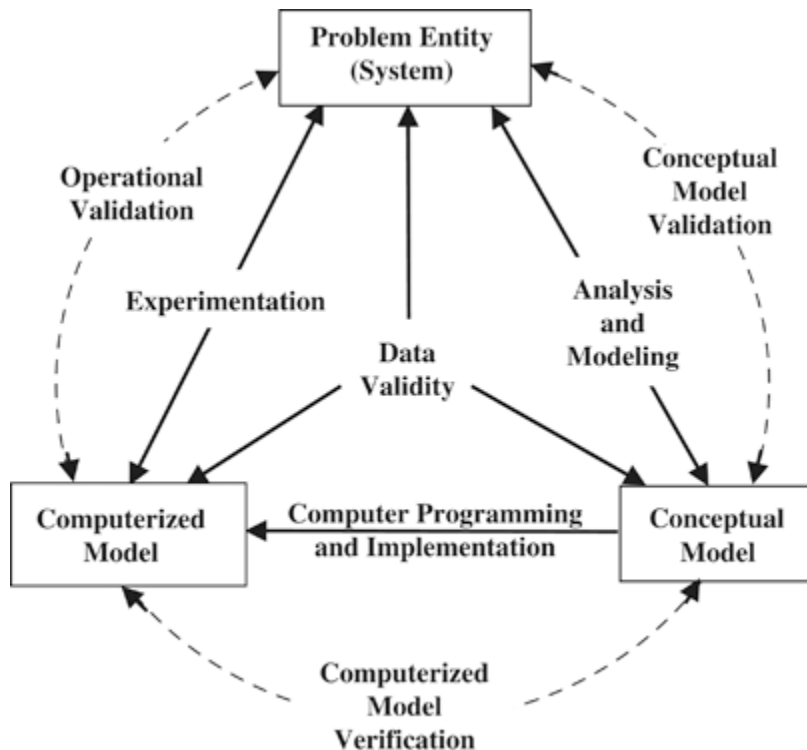 Problem Entity
(System)
Operational
Validation
Conceptual
Model
Validation
Experimentation
Analysis
and
Modeling
Data
Validity
Computerized
Model
Computer Programming
and Implementation
Conceptual
Model
Computerized
Model
Verification